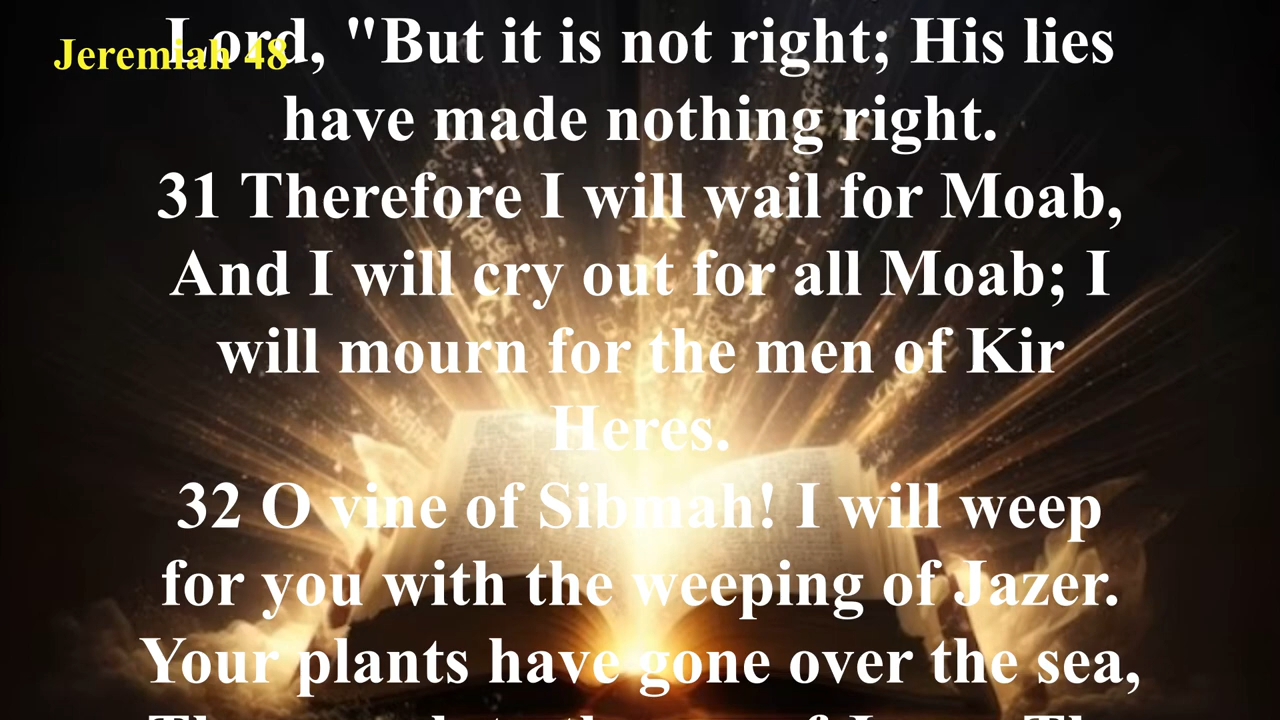 Jeremiah 48
Lord, "But it is not right; His lies
have made nothing right.
31 Therefore I will wail for Moab,
And I will cry out for all Moab; I
will mourn for the men of Kir
Heres.
32 O vine of Sibmah! I will weep
for you with the weeping of Jazer.
Your plants have gone over the sea,